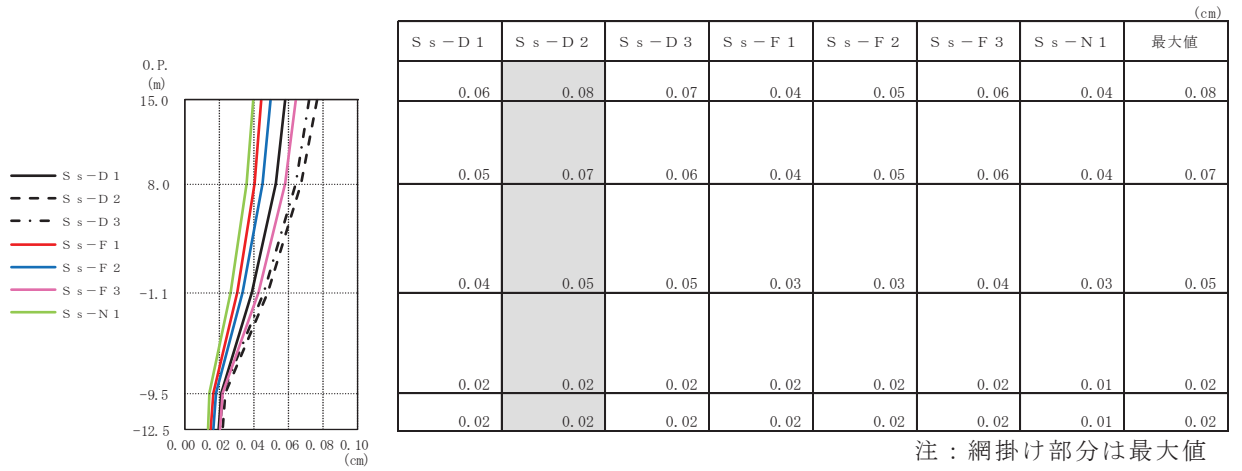 (cm)
Ｓｓ－Ｄ１ Ｓｓ－Ｄ２ Ｓｓ－Ｄ３ Ｓｓ－Ｆ１ Ｓｓ－Ｆ２ Ｓｓ－Ｆ３ Ｓｓ－Ｎ１ 最大値
0.06 0.08 0.07 0.04 0.05 0.06 0.04 0.08
0.05 0.07 0.06 0.04 0.05 0.06 0.04 0.07
0.04 0.05 0.05 0.03 0.03 0.04 0.03 0.05
0.02 0.02 0.02 0.02 0.02 0.02 0.01 0.02
0.02 0.02 0.02 0.02 0.02 0.02 0.01 0.02
注：網掛け部分は最大値
O.P.
(m)
15.0
8.0
-1.1
-9.5
-12.5
0.00 0.02 0.04 0.06 0.08 0.10
(cm)
Ｓｓ－Ｄ１
Ｓｓ－Ｄ２
Ｓｓ－Ｄ３
Ｓｓ－Ｆ１
Ｓｓ－Ｆ２
Ｓｓ－Ｆ３
Ｓｓ－Ｎ１